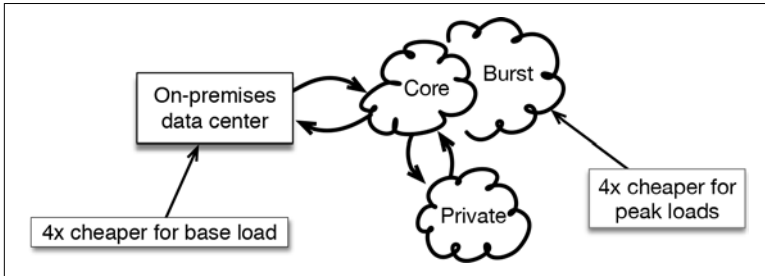 On-premises
data center
Core
Burst
Private
4x cheaper for base load
4x cheaper for
peak loads